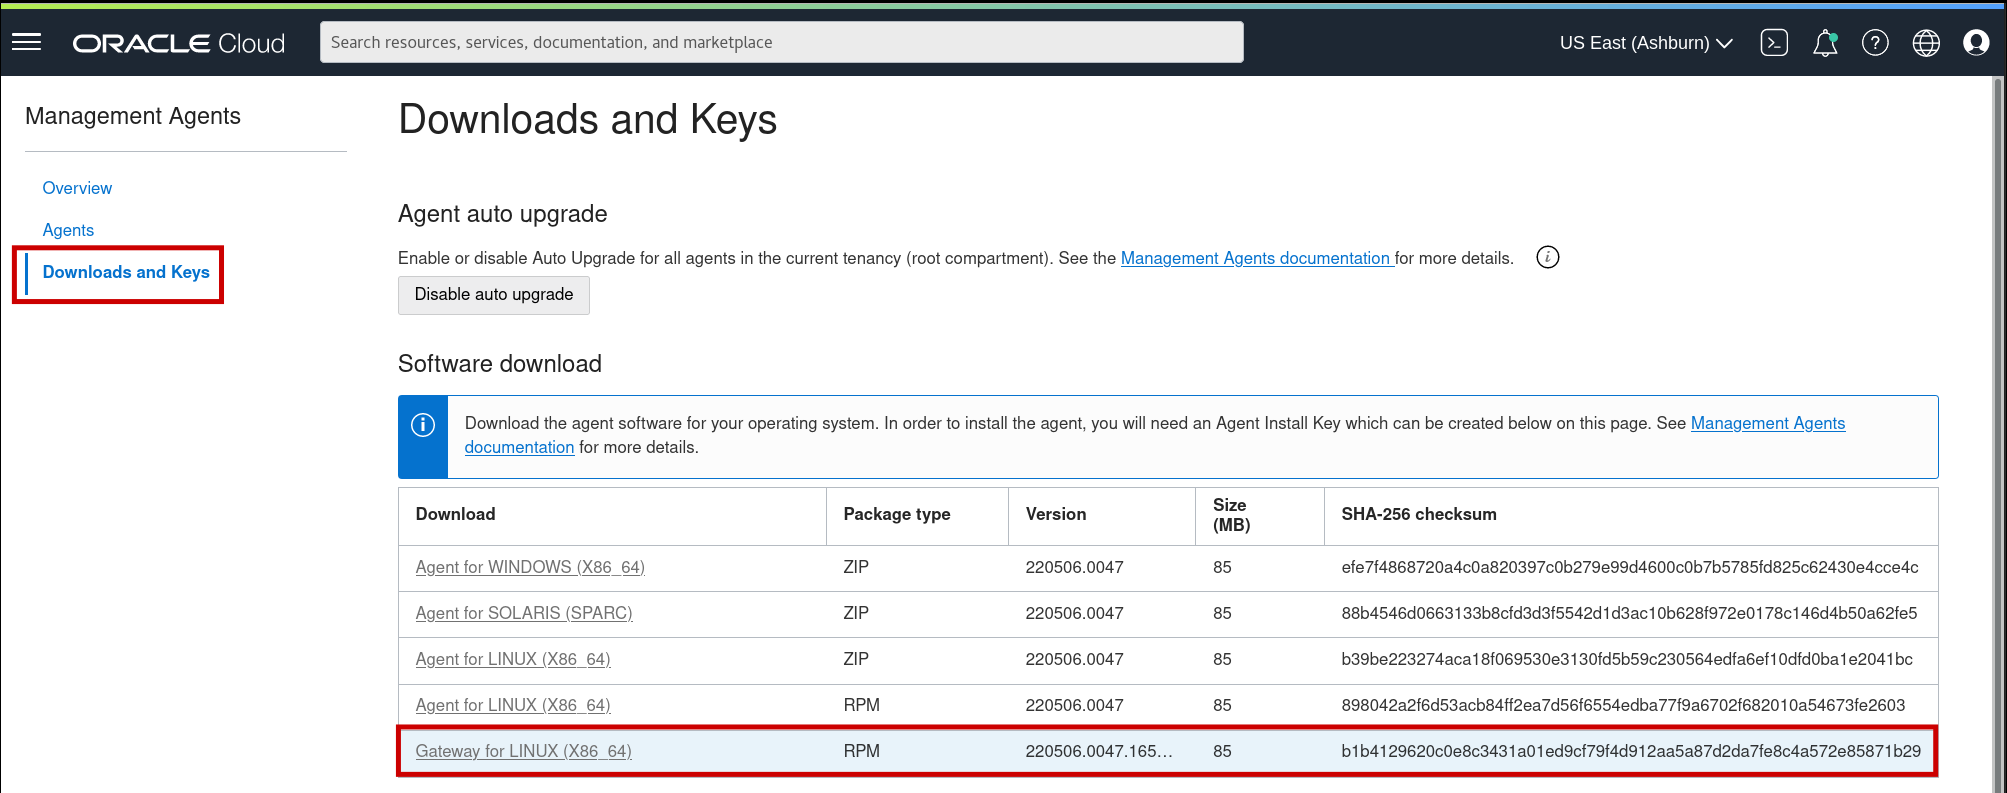 ORACLE Cloud
Search resources, services, documentation, and marketplace
US East (Ashburn)
Management Agents
Overview
Agents
Downloads and Keys
Downloads and Keys
Agent auto upgrade
Enable or disable Auto Upgrade for all agents in the current tenancy (root compartment). See the Management Agents documentation for more details.
Disable auto upgrade
Software download
Download the agent software for your operating system. In order to install the agent, you will need an Agent Install Key which can be created below on this page. See Management Agents
documentation for more details.
Download Package type Version Size (MB) SHA-256 checksum
Agent for WINDOWS (X86_64) ZIP 220506.0047 85 efe7f4868720a4c0a820397c0b279e99d4600c0b7b5785fd825c62430e4cce4c
Agent for SOLARIS (SPARC) ZIP 220506.0047 85 88b4546d0663133b8cfd3d3f5542d1d3ac10b628f972e0178c146d4b50a62fe5
Agent for LINUX (X86_64) ZIP 220506.0047 85 b39be223274aca18f069530e3130fd5b59c230564edfa6ef10dfd0ba1e2041bc
Agent for LINUX (X86_64) RPM 220506.0047 85 898042a2f6d53acb84ff2ea7d56f6554edba77f9a6702f682010a54673fe2603
Gateway for LINUX (X86_64) RPM 220506.0047.165... 85 b1b4129620c0e8c3431a01ed9cf79f4d912aa5a87d2da7fe8c4a572e85871b29